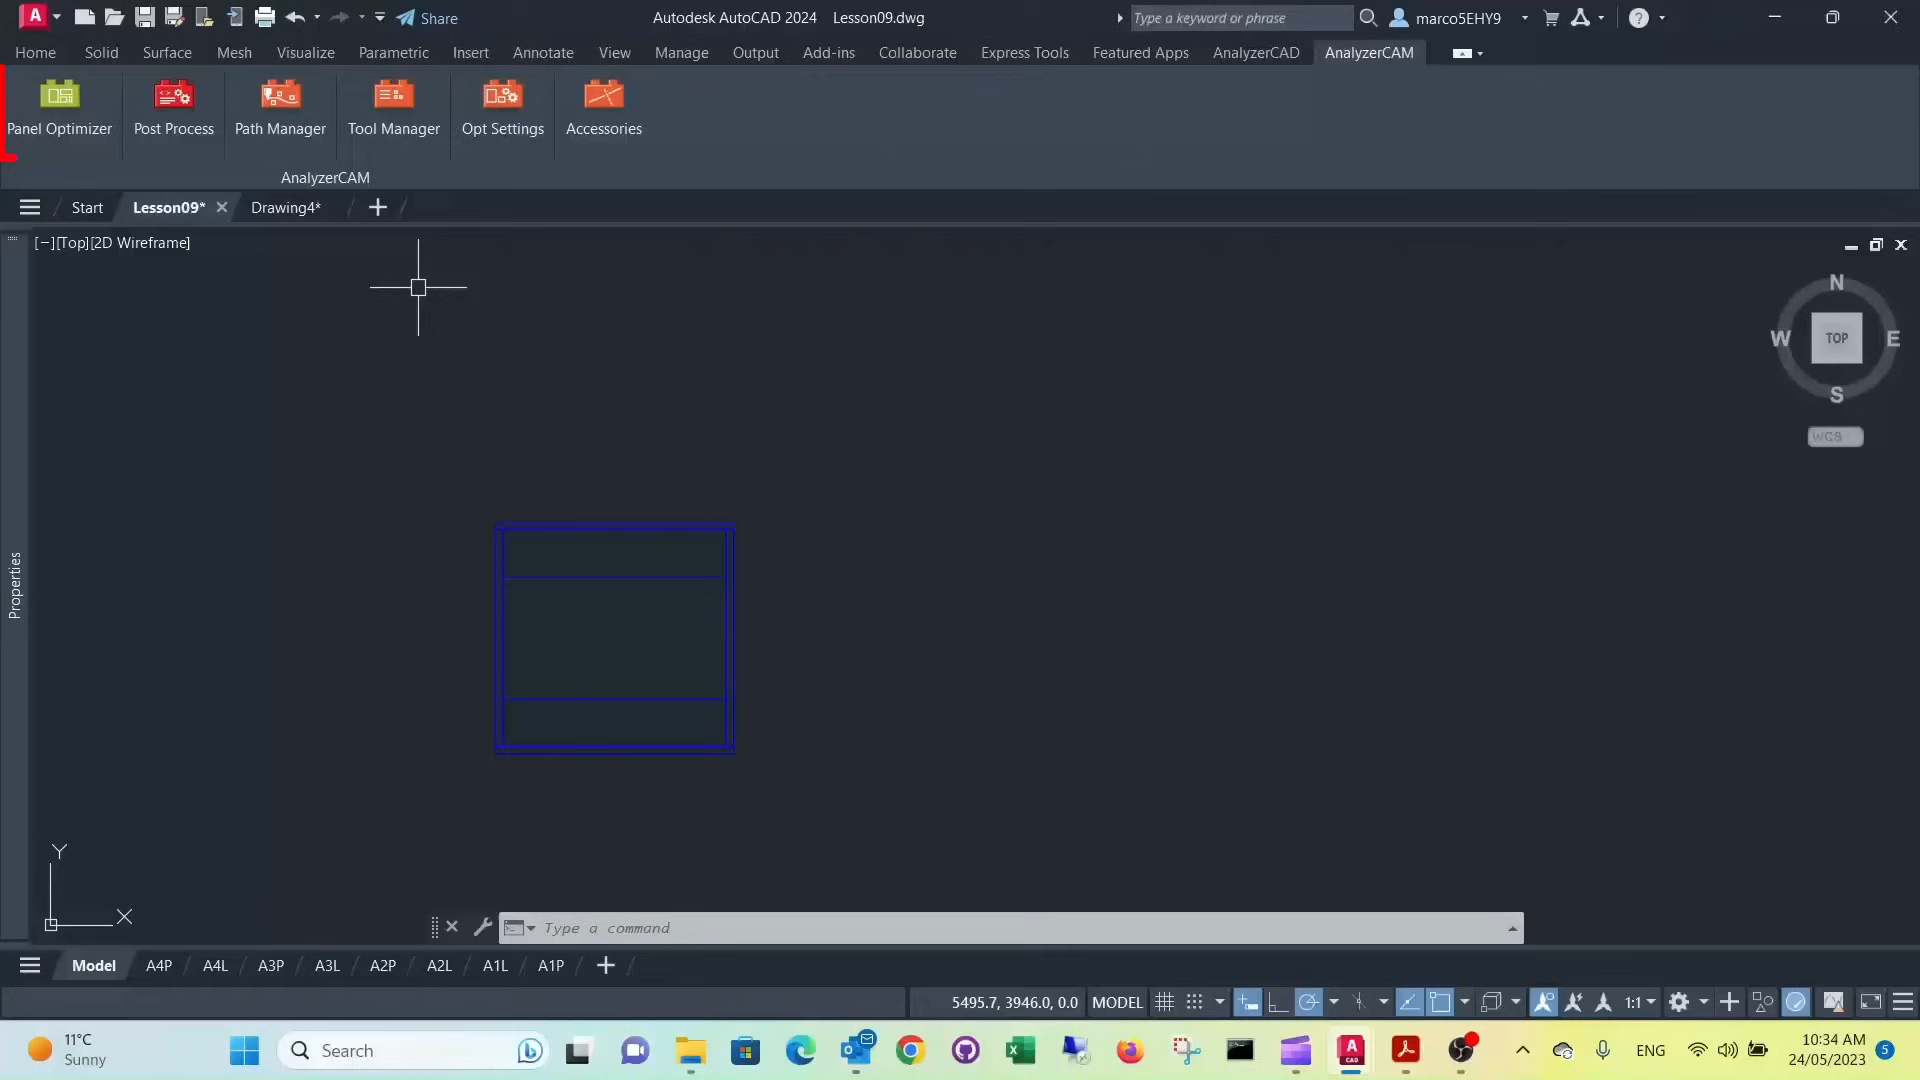 Share
Autodesk AutoCAD 2024 Lesson09.dwg
Type a keyword or phrase
marco5EHY9
Home Solid Surface Mesh Visualize Parametric Insert Annotate View Manage Output Add-ins Collaborate Express Tools Featured Apps AnalyzerCAD AnalyzerCAM
Panel Optimizer Post Process Path Manager Tool Manager Opt Settings Accessories
AnalyzerCAM
Start Lesson09* Drawing4*
[−][Top][2D Wireframe]
N
W TOP E
S
WCS
Properties
Y
X
Type a command
Model A4P A4L A3P A3L A2P A2L A1L A1P
5495.7, 3946.0, 0.0 MODEL 1:1
11°C
Sunny
Search
ENG
10:34 AM
24/05/2023
5